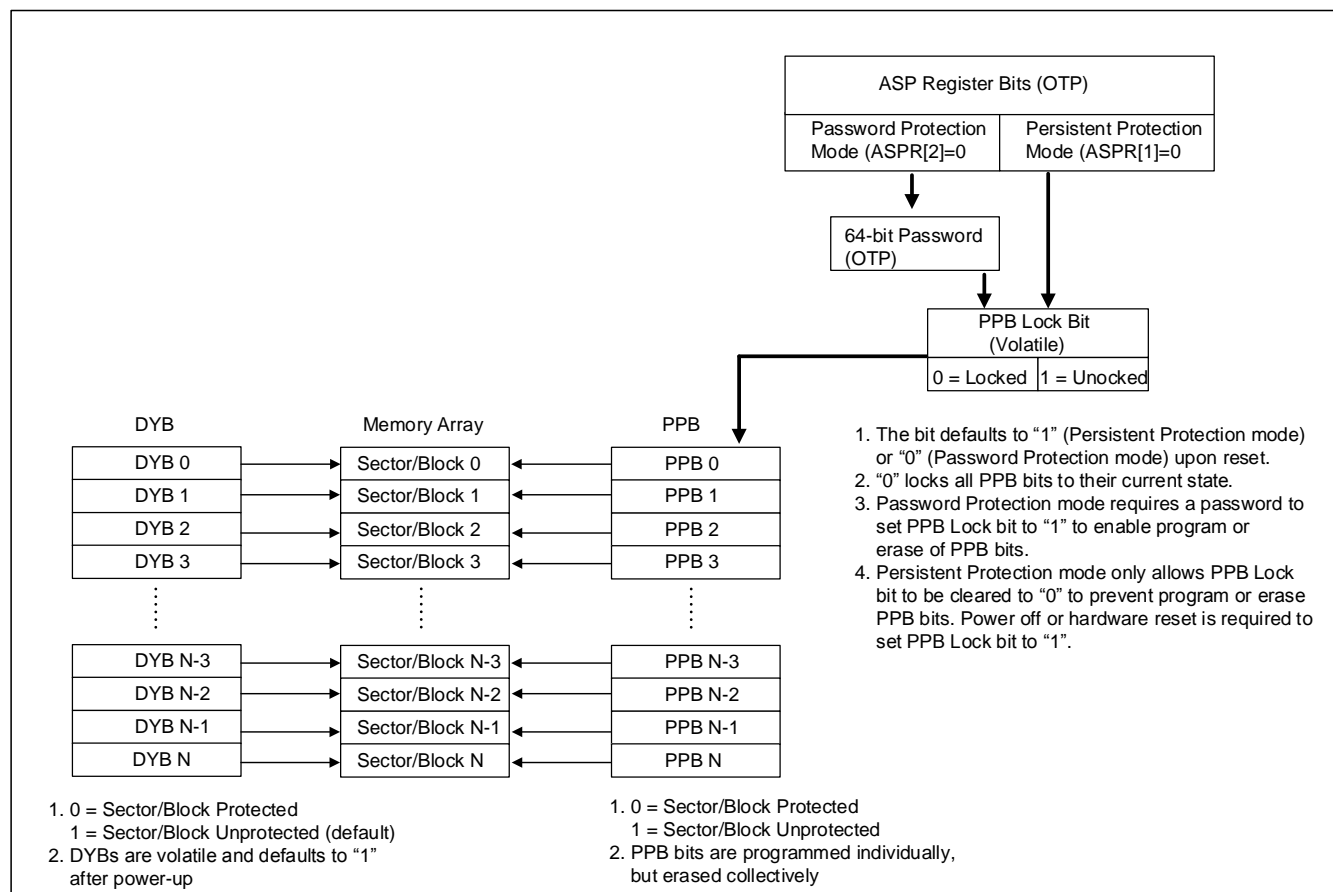 ASP Register Bits (OTP)
Password Protection
Mode (ASPR[2]=0
Persistent Protection
Mode (ASPR[1]=0
64-bit Password
(OTP)
PPB Lock Bit
(Volatile)
0 = Locked
1 = Unocked
1. The bit defaults to “1” (Persistent Protection mode)
or “0” (Password Protection mode) upon reset.
2. “0” locks all PPB bits to their current state.
3. Password Protection mode requires a password to
set PPB Lock bit to “1” to enable program or
erase of PPB bits.
4. Persistent Protection mode only allows PPB Lock
bit to be cleared to “0” to prevent program or erase
PPB bits. Power off or hardware reset is required to
set PPB Lock bit to “1”.
DYB Memory Array PPB
DYB 0 Sector/Block 0 PPB 0
DYB 1 Sector/Block 1 PPB 1
DYB 2 Sector/Block 2 PPB 2
DYB 3 Sector/Block 3 PPB 3
DYB N-3 Sector/Block N-3 PPB N-3
DYB N-2 Sector/Block N-2 PPB N-2
DYB N-1 Sector/Block N-1 PPB N-1
DYB N Sector/Block N PPB N
1. 0 = Sector/Block Protected
1 = Sector/Block Unprotected (default)
2. DYBs are volatile and defaults to “1”
after power-up
1. 0 = Sector/Block Protected
1 = Sector/Block Unprotected
2. PPB bits are programmed individually,
but erased collectively